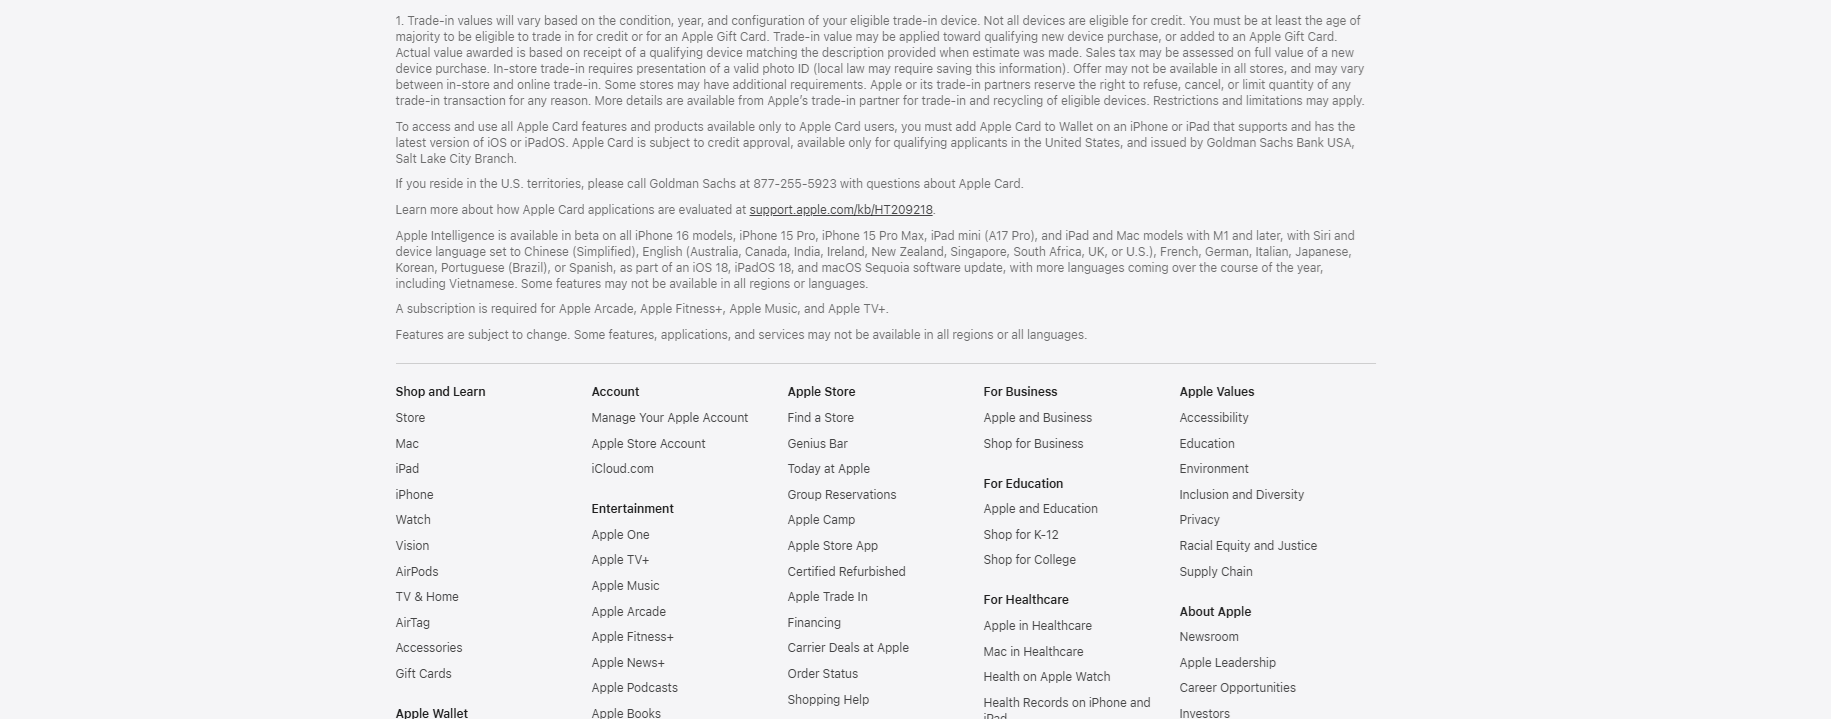 1. Trade-in values will vary based on the condition, year, and configuration of your eligible trade-in device. Not all devices are eligible for credit. You must be at least the age of
majority to be eligible to trade in for credit or for an Apple Gift Card. Trade-in value may be applied toward qualifying new device purchase, or added to an Apple Gift Card.
Actual value awarded is based on receipt of a qualifying device matching the description provided when estimate was made. Sales tax may be assessed on full value of a new
device purchase. In-store trade-in requires presentation of a valid photo ID (local law may require saving this information). Offer may not be available in all stores, and may vary
between in-store and online trade-in. Some stores may have additional requirements. Apple or its trade-in partners reserve the right to refuse, cancel, or limit quantity of any
trade-in transaction for any reason. More details are available from Apple's trade-in partner for trade-in and recycling of eligible devices. Restrictions and limitations may apply.
To access and use all Apple Card features and products available only to Apple Card users, you must add Apple Card to Wallet on an iPhone or iPad that supports and has the
latest version of iOS or iPadOS. Apple Card is subject to credit approval, available only for qualifying applicants in the United States, and issued by Goldman Sachs Bank USA,
Salt Lake City Branch.
If you reside in the U.S. territories, please call Goldman Sachs at 877-255-5923 with questions about Apple Card.
Learn more about how Apple Card applications are evaluated at support.apple.com/kb/HT209218.
Apple Intelligence is available in beta on all iPhone 16 models, iPhone 15 Pro, iPhone 15 Pro Max, iPad mini (A17 Pro), and iPad and Mac models with M1 and later, with Siri and
device language set to Chinese (Simplified), English (Australia, Canada, India, Ireland, New Zealand, Singapore, South Africa, UK, or U.S.), French, German, Italian, Japanese,
Korean, Portuguese (Brazil), or Spanish, as part of an iOS 18, iPadOS 18, and macOS Sequoia software update, with more languages coming over the course of the year,
including Vietnamese. Some features may not be available in all regions or languages.
A subscription is required for Apple Arcade, Apple Fitness+, Apple Music, and Apple TV+.
Features are subject to change. Some features, applications, and services may not be available in all regions or all languages.
Shop and Learn
Store
Mac
iPad
iPhone
Watch
Vision
AirPods
TV & Home
AirTag
Accessories
Gift Cards
Apple Wallet
Account
Manage Your Apple Account
Apple Store Account
iCloud.com
Entertainment
Apple One
Apple TV+
Apple Music
Apple Arcade
Apple Fitness+
Apple News+
Apple Podcasts
Apple Books
Apple Store
Find a Store
Genius Bar
Today at Apple
Group Reservations
Apple Camp
Apple Store App
Certified Refurbished
Apple Trade In
Financing
Carrier Deals at Apple
Order Status
Shopping Help
For Business
Apple and Business
Shop for Business
For Education
Apple and Education
Shop for K-12
Shop for College
For Healthcare
Apple in Healthcare
Mac in Healthcare
Health on Apple Watch
Health Records on iPhone and
iPad
Apple Values
Accessibility
Education
Environment
Inclusion and Diversity
Privacy
Racial Equity and Justice
Supply Chain
About Apple
Newsroom
Apple Leadership
Career Opportunities
Investors